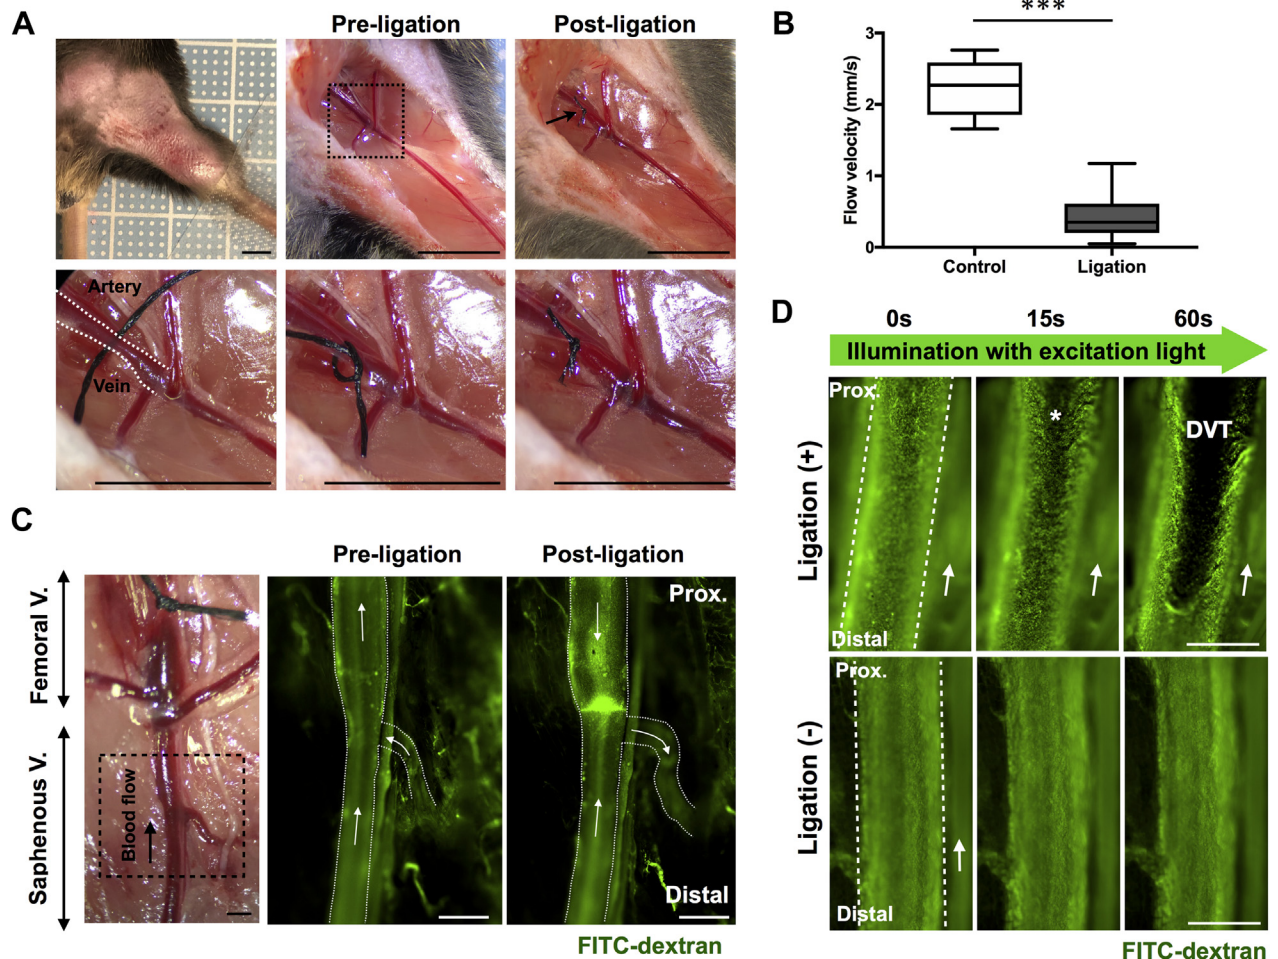 A
Pre-ligation
Post-ligation
Artery
Vein
B
***
Flow velocity (mm/s)
3
2
1
0
Control
Ligation
C
Pre-ligation
Post-ligation
Femoral V.
Saphenous V.
Blood flow
Prox.
Distal
FITC-dextran
D
0s
15s
60s
Illumination with excitation light
Ligation (+)
Prox.
*
DVT
Distal
Ligation (-)
Prox.
Distal
FITC-dextran